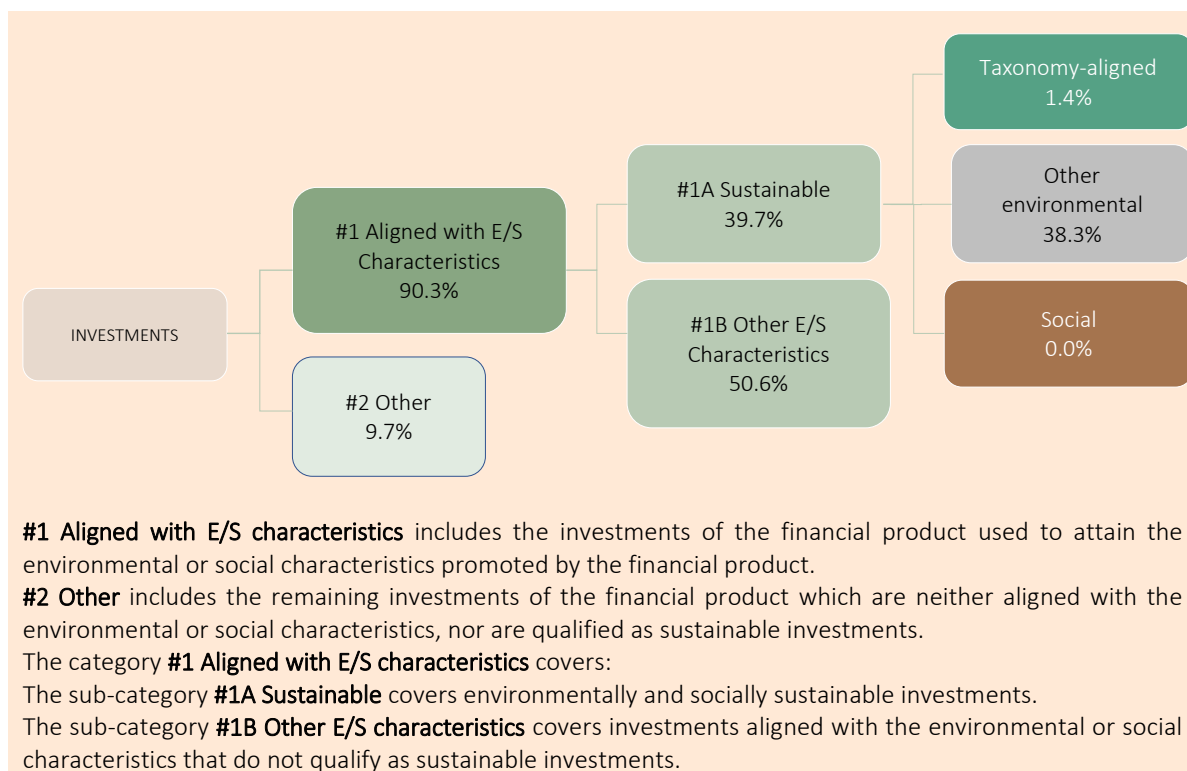 INVESTMENTS
#1 Aligned with E/S
Characteristics
90.3%
#2 Other
9.7%
#1A Sustainable
39.7%
#1B Other E/S
Characteristics
50.6%
Taxonomy-aligned
1.4%
Other
environmental
38.3%
Social
0.0%
#1 Aligned with E/S characteristics includes the investments of the financial product used to attain the
environmental or social characteristics promoted by the financial product.
#2 Other includes the remaining investments of the financial product which are neither aligned with the
environmental or social characteristics, nor are qualified as sustainable investments.
The category #1 Aligned with E/S characteristics covers:
The sub-category #1A Sustainable covers environmentally and socially sustainable investments.
The sub-category #1B Other E/S characteristics covers investments aligned with the environmental or social
characteristics that do not qualify as sustainable investments.